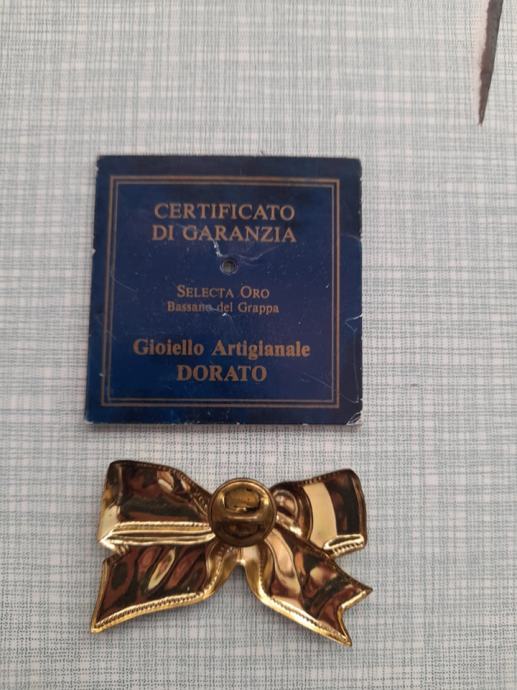 CERTIFICATO
DI GARANZIA
SELECTA ORO
Bassano del Grappa
Gioiello Artigianale
DORATO